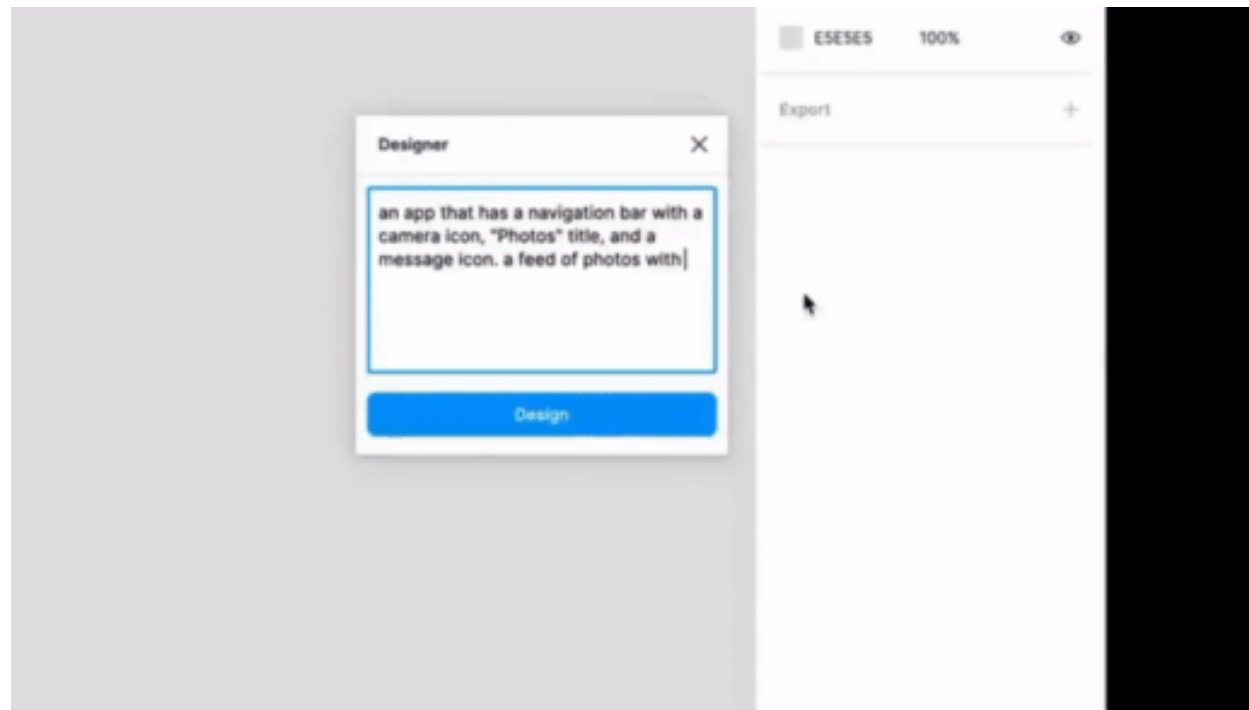 E5E5E5 100%
Export
Designer
an app that has a navigation bar with a
camera icon, "Photos" title, and a
message icon. a feed of photos with
Design